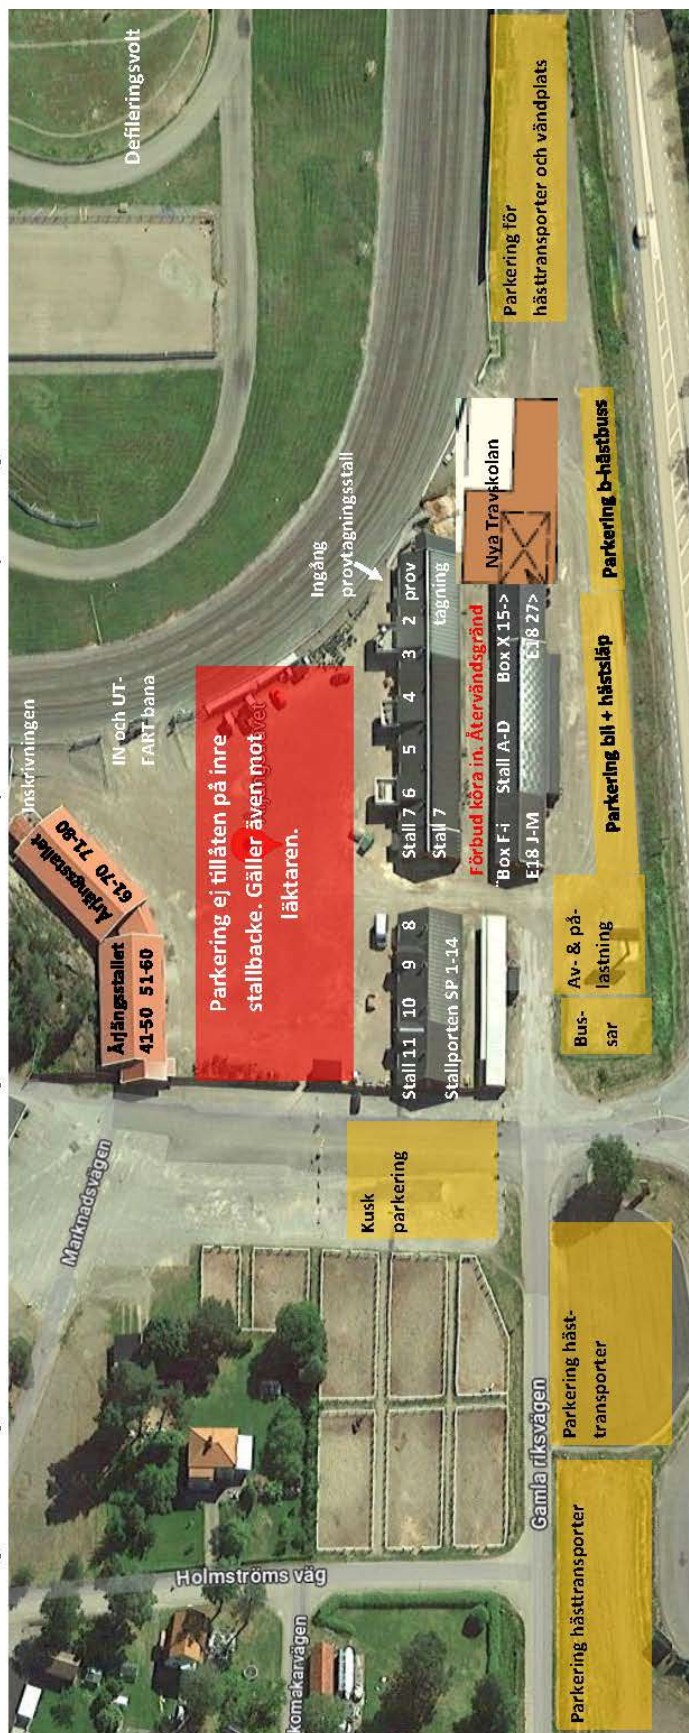 Defileringsvolt
Parkering för
hästtransporter och vändplats
Inskrivningen
IN och UT-
FART bana
Ingång
provtagningsstall
Årjängsstallet
61-70 71-80
Årjängsstallet
41-50 51-60
Parkering ej tillåten på inre
stallbacke. Gäller även mot
läktaren.
Stall 7 6 5 4 3 2 prov
Stall 7 tagning
Nya Travskolan
Förbud köra in. Återvändsgränd
Box F-i Stall A-D Box X 15->
E18 J-M E18 27>
Parkering b-hästbuss
Parkering bil + hästsläp
Stall 11 10 9 8
Stallporten SP 1-14
Av- & på-
lastning
Bus-
sar
Marknadsvägen
Kusk
parkering
Gamla riksvägen
Parkering häst-
transporter
Parkering hästtransporter
Holmströms väg
komakarvägen